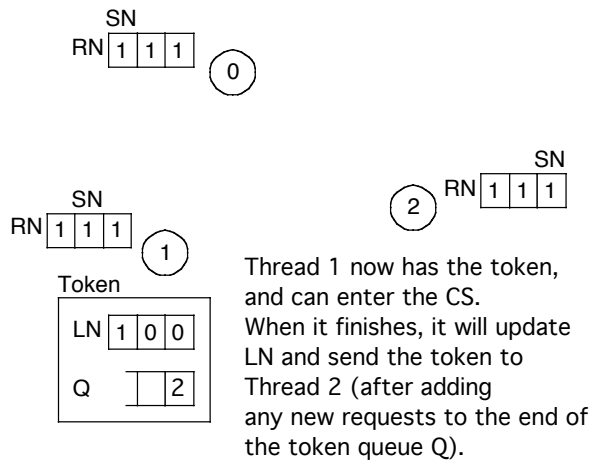 SN
RN 1 1 1
0
SN
RN 1 1 1
2
SN
RN 1 1 1
1
Token
LN 1 0 0
Q 2
Thread 1 now has the token,
and can enter the CS.
When it finishes, it will update
LN and send the token to
Thread 2 (after adding
any new requests to the end of
the token queue Q).